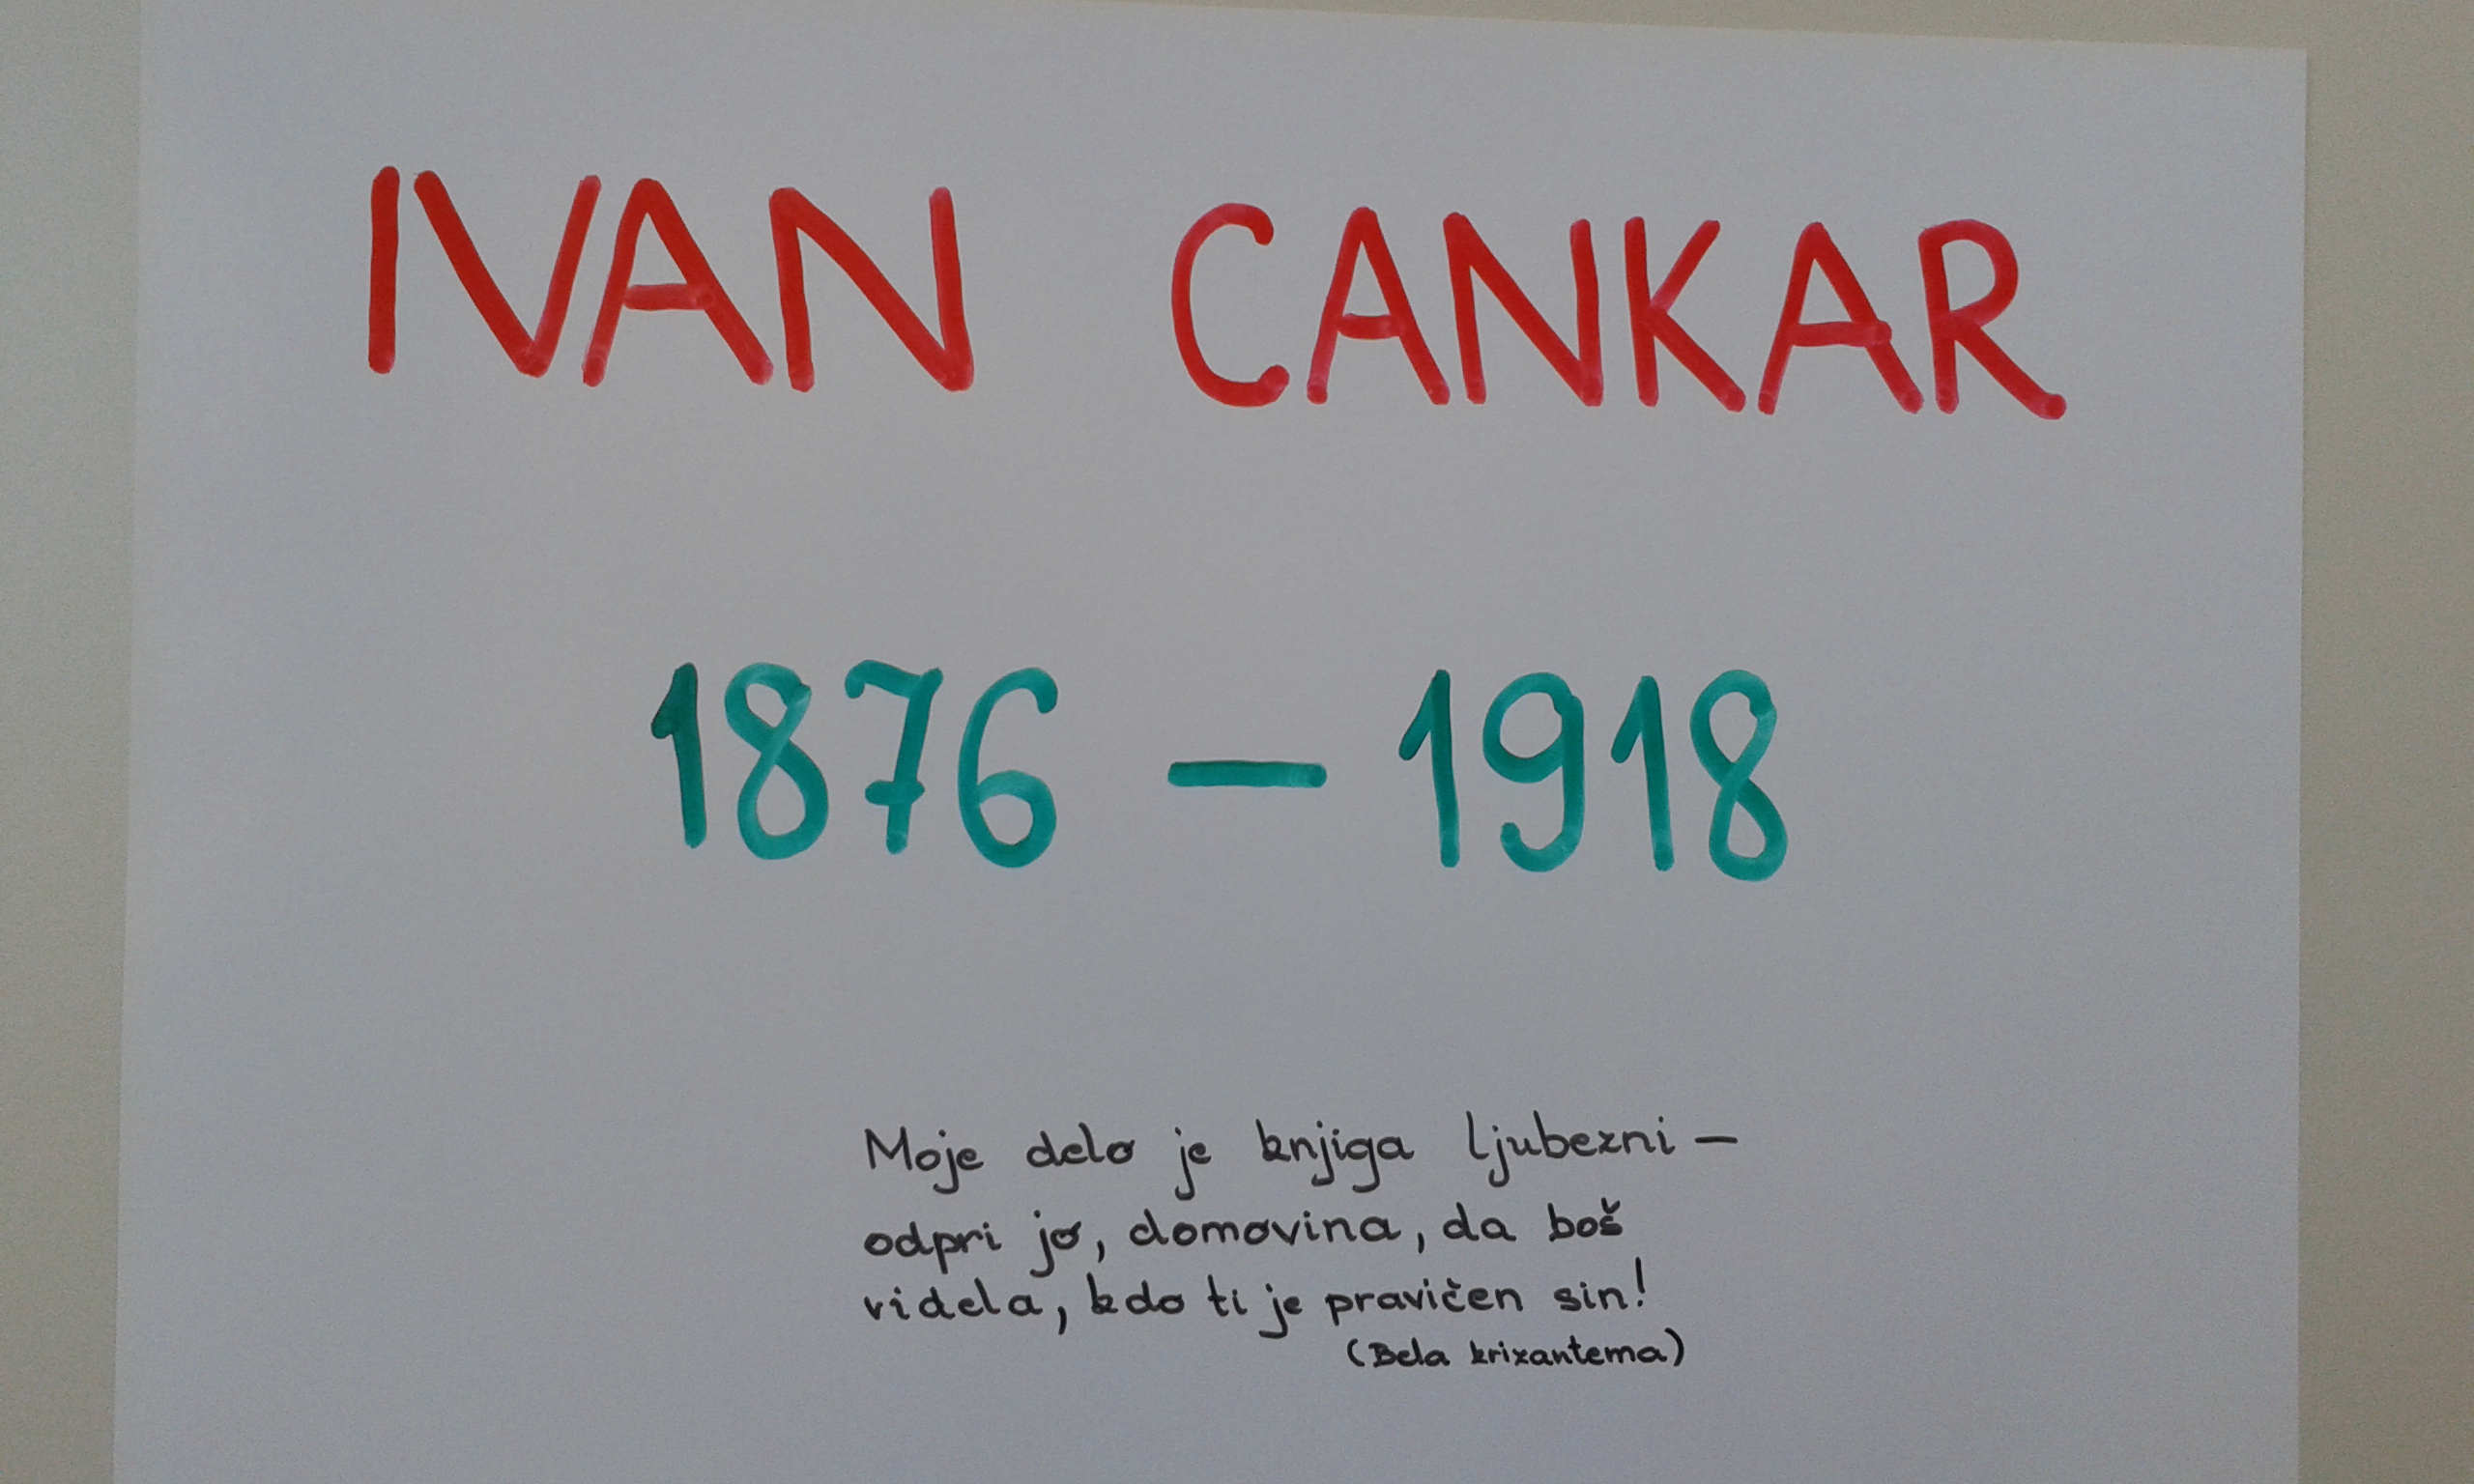 IVAN CANKAR
1876 – 1918
Moje delo je knjiga ljubezni –
odpri jo, domovina, da boš
videla, kdo ti je pravičen sin!
(Bela krizantema)